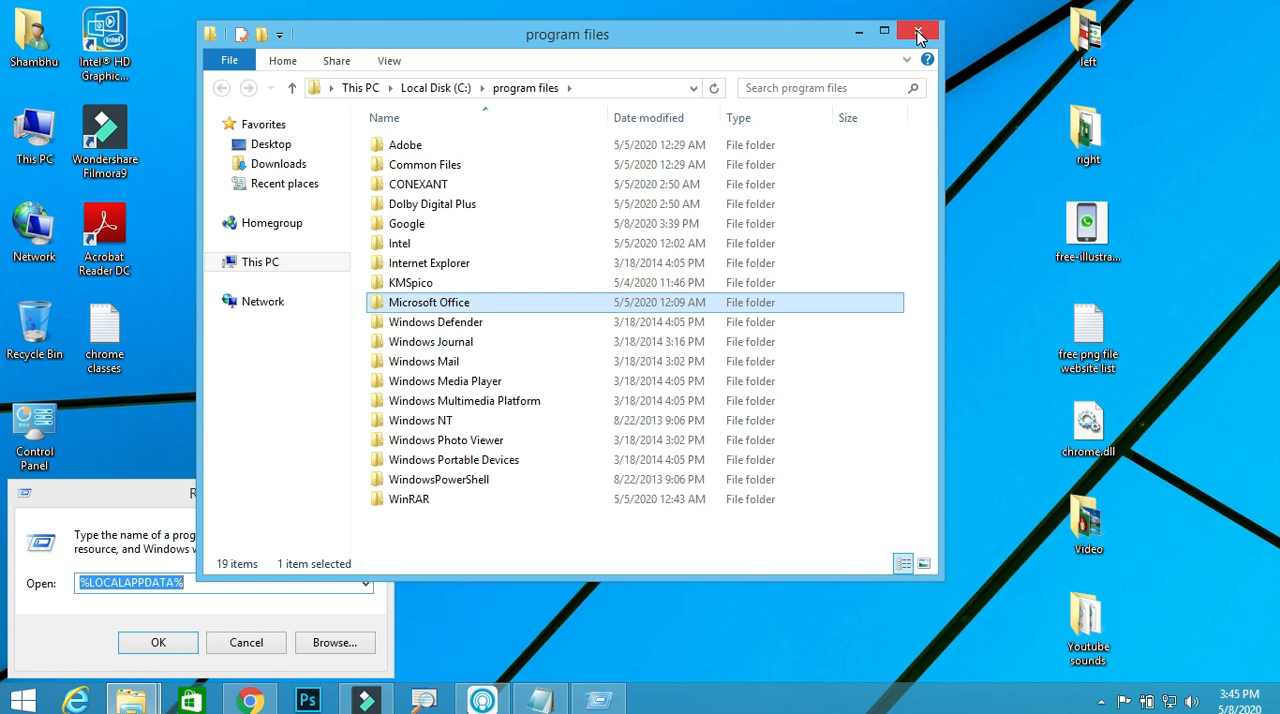 Shambhu
Intel® HD
Graphic...
This PC
Wondershare
Filmora9
Network
Acrobat
Reader DC
Recycle Bin
chrome
classes
Control
Panel
program files
File
Home
Share
View
This PC
Local Disk (C:)
program files
Search program files
Favorites
Desktop
Downloads
Recent places
Homegroup
This PC
Network
Name
Date modified
Type
Size
Adobe 5/5/2020 12:29 AM File folder
Common Files 5/5/2020 12:29 AM File folder
CONEXANT 5/5/2020 2:50 AM File folder
Dolby Digital Plus 5/5/2020 2:50 AM File folder
Google 5/8/2020 3:39 PM File folder
Intel 5/5/2020 12:02 AM File folder
Internet Explorer 3/18/2014 4:05 PM File folder
KMSpico 5/4/2020 11:46 PM File folder
Microsoft Office 5/5/2020 12:09 AM File folder
Windows Defender 3/18/2014 4:05 PM File folder
Windows Journal 3/18/2014 3:16 PM File folder
Windows Mail 3/18/2014 3:02 PM File folder
Windows Media Player 3/18/2014 4:05 PM File folder
Windows Multimedia Platform 3/18/2014 4:05 PM File folder
Windows NT 8/22/2013 9:06 PM File folder
Windows Photo Viewer 3/18/2014 3:02 PM File folder
Windows Portable Devices 3/18/2014 4:05 PM File folder
WindowsPowerShell 8/22/2013 9:06 PM File folder
WinRAR 5/5/2020 12:43 AM File folder
19 items
1 item selected
R
Type the name of a prog
resource, and Windows w
Open:
%LOCALAPPDATA%
OK
Cancel
Browse...
left
right
free-illustra...
free png file
website list
chrome.dll
Video
Youtube
sounds
Ps
3:45 PM
5/8/2020